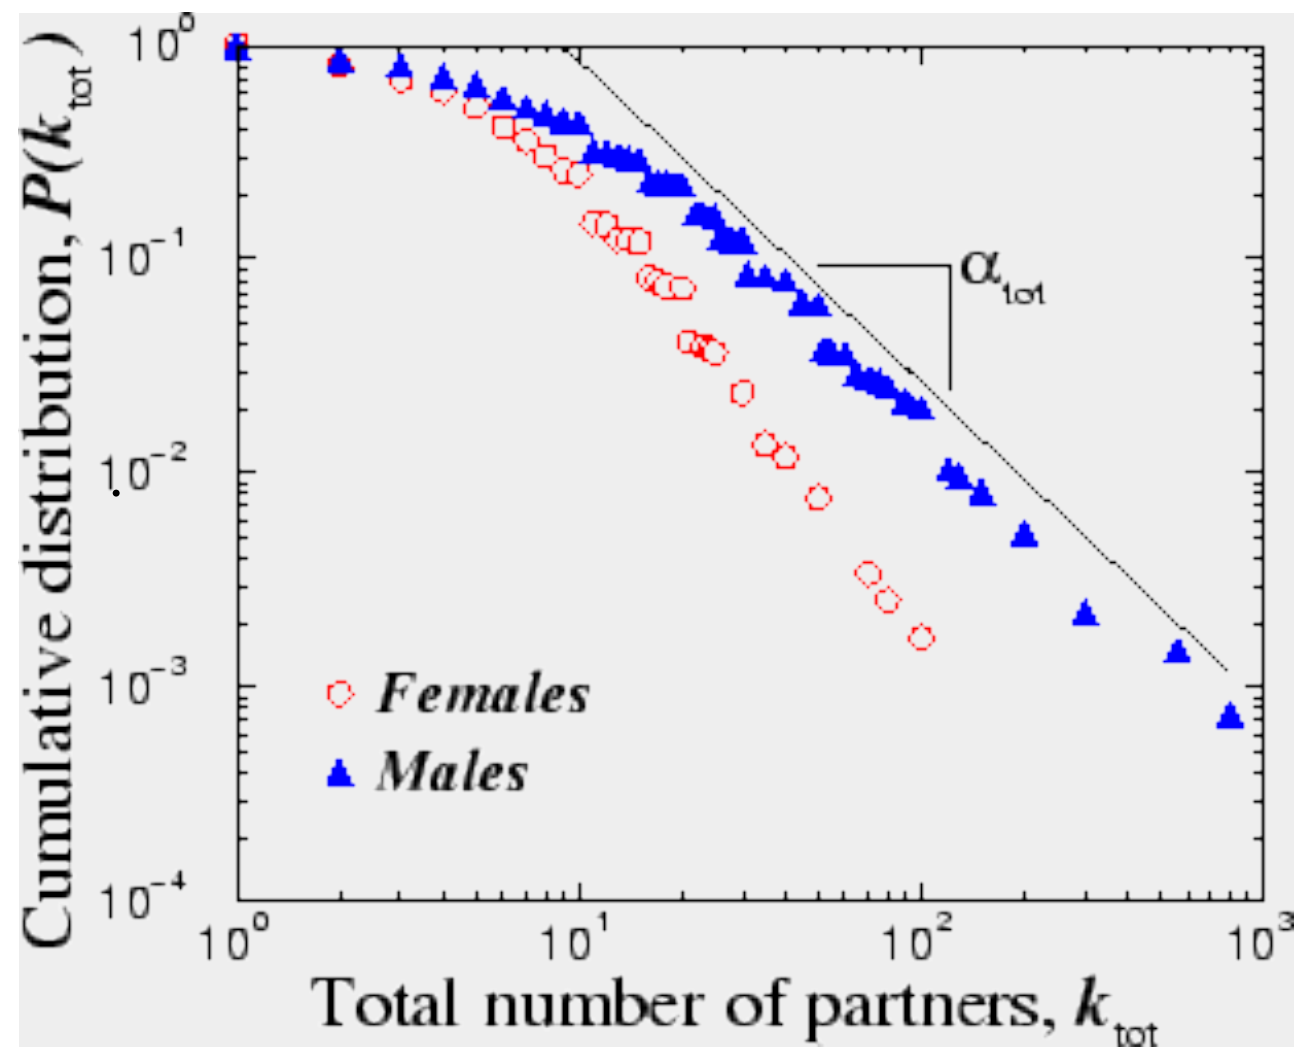 Cumulative distribution, P(k_tot)
10^0
10^-1
10^-2
10^-3
10^-4
α_tot
Females
Males
10^0 10^1 10^2 10^3
Total number of partners, k_tot